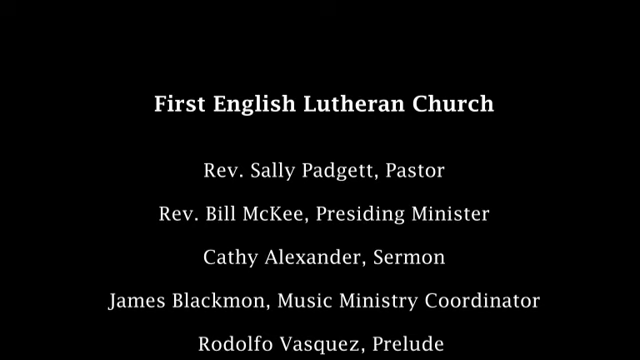 First English Lutheran Church
Rev. Sally Padgett, Pastor
Rev. Bill McKee, Presiding Minister
Cathy Alexander, Sermon
James Blackmon, Music Ministry Coordinator
Rodolfo Vasquez, Prelude